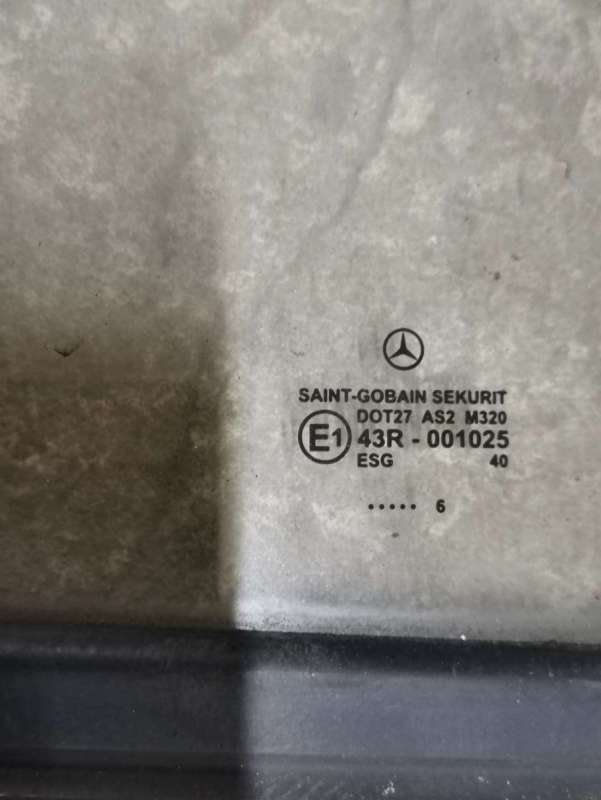 SAINT-GOBAIN SEKURIT
DOT27 AS2 M320
E1 43R - 001025
ESG 40
..... 6